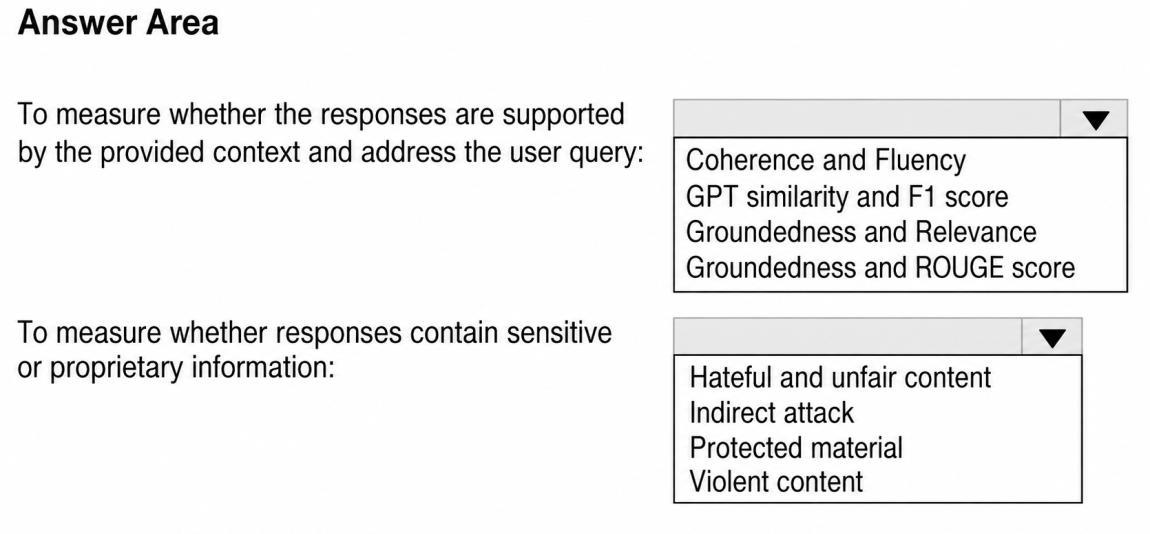 Answer Area
To measure whether the responses are supported
by the provided context and address the user query:
Coherence and Fluency
GPT similarity and F1 score
Groundedness and Relevance
Groundedness and ROUGE score
To measure whether responses contain sensitive
or proprietary information:
Hateful and unfair content
Indirect attack
Protected material
Violent content